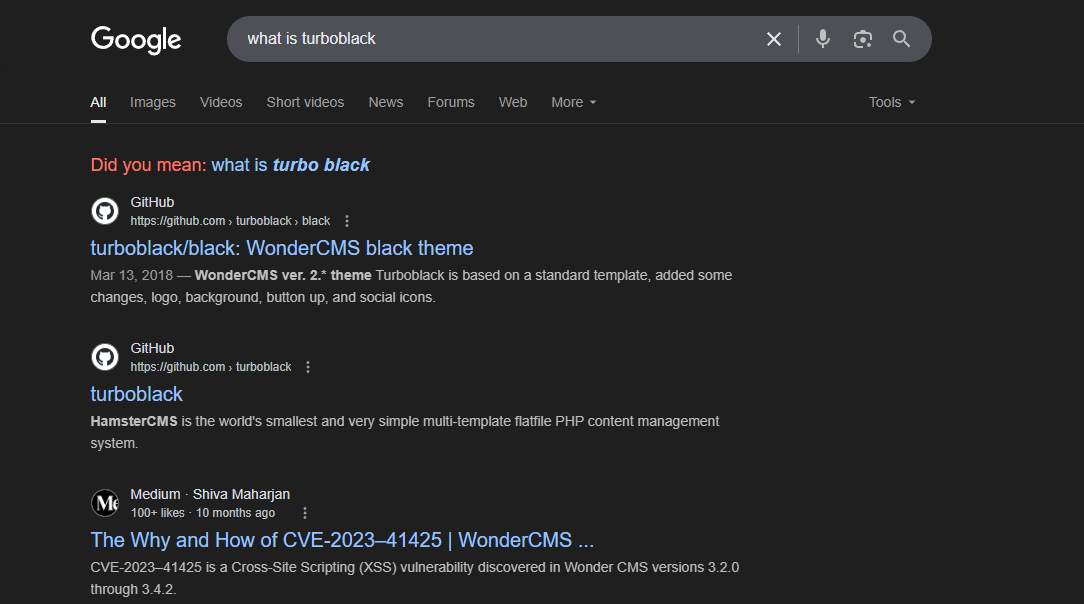 Google
what is turboblack
All Images Videos Short videos News Forums Web More Tools
Did you mean: what is turbo black
GitHub
https://github.com › turboblack › black
turboblack/black: WonderCMS black theme
Mar 13, 2018 — WonderCMS ver. 2.* theme Turboblack is based on a standard template, added some
changes, logo, background, button up, and social icons.
GitHub
https://github.com › turboblack
turboblack
HamsterCMS is the world's smallest and very simple multi-template flatfile PHP content management
system.
Me
Medium · Shiva Maharjan
100+ likes · 10 months ago
The Why and How of CVE-2023–41425 | WonderCMS ...
CVE-2023–41425 is a Cross-Site Scripting (XSS) vulnerability discovered in Wonder CMS versions 3.2.0
through 3.4.2.